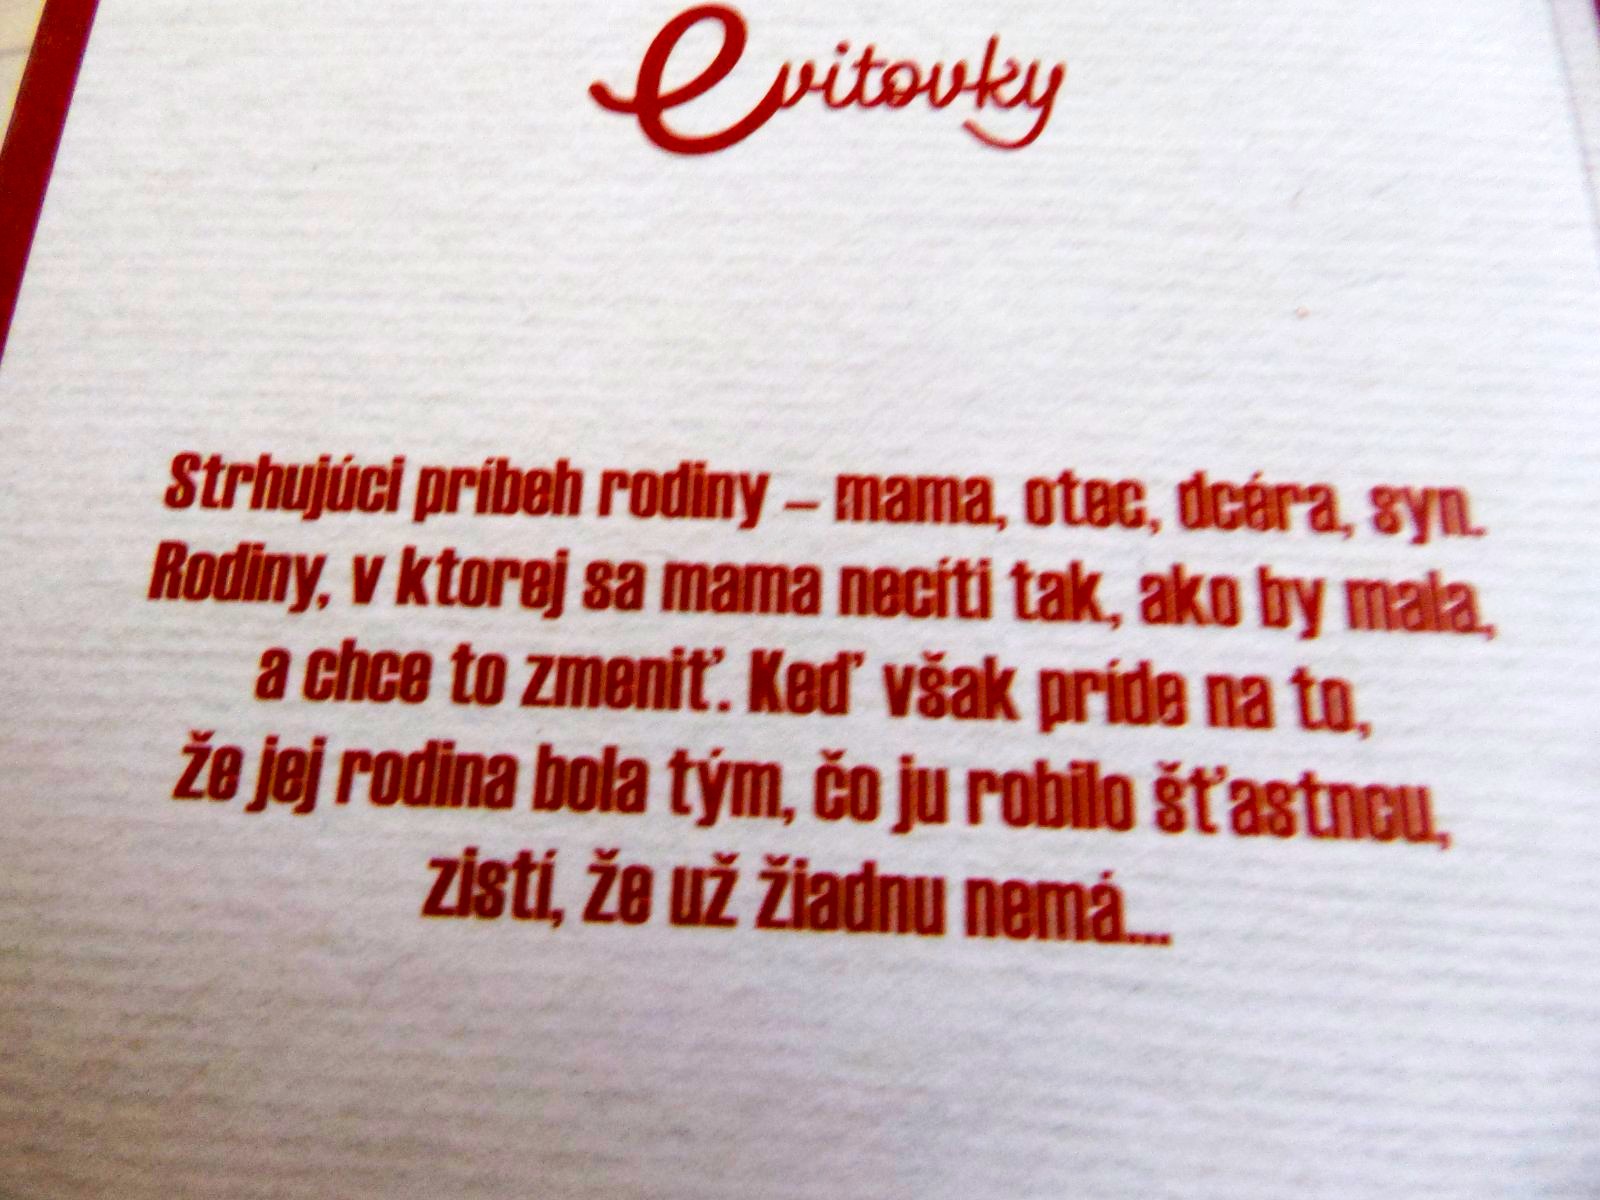 evitovky
Strhujúci príbeh rodiny – mama, otec, dcéra, syn.
Rodiny, v ktorej sa mama necíti tak, ako by mala,
a chce to zmeniť. Keď však príde na to,
že jej rodina bola tým, čo ju robilo šťastnou,
zistí, že už žiadnu nemá...